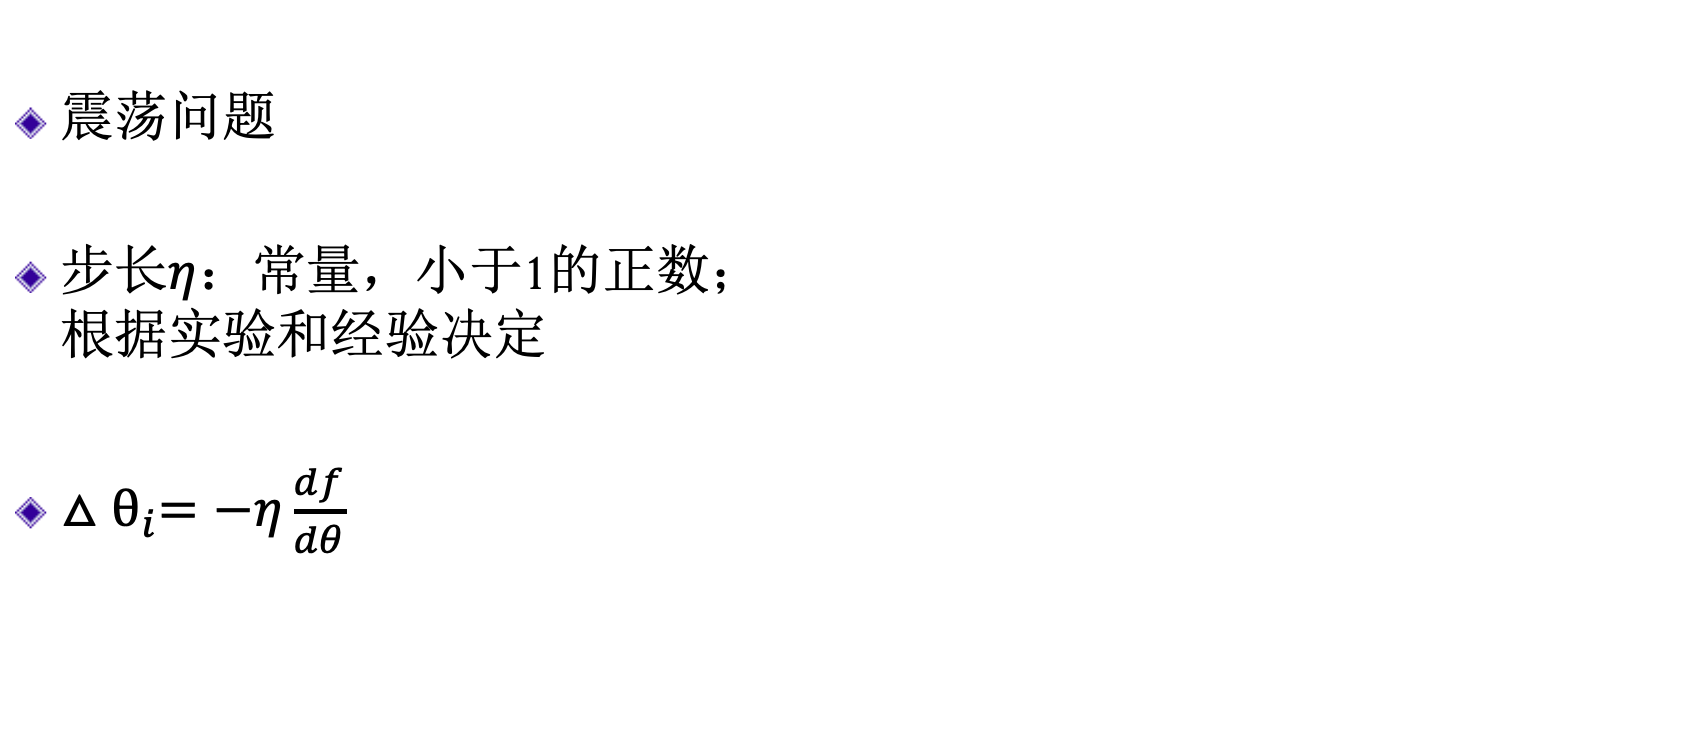 震荡问题
步长η：常量，小于1的正数；
根据实验和经验决定
△ θᵢ= −η df/dθ